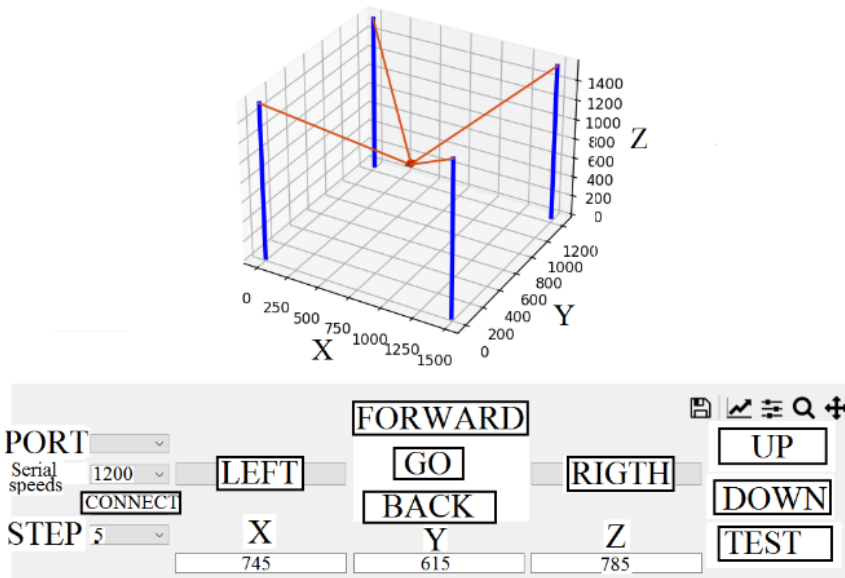 1400
1200
1000
800
600
400
200
0
Z
0
250
500
750
1000
1250
1500
X
0
200
400
600
800
1000
1200
Y
FORWARD
PORT
UP
Serial speeds
1200
LEFT
GO
RIGTH
CONNECT
BACK
DOWN
STEP
5
X
Y
Z
TEST
745
615
785